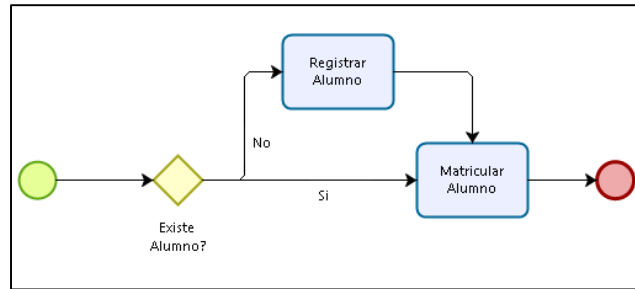 Registrar
Alumno
No
Si
Matricular
Alumno
Existe
Alumno?